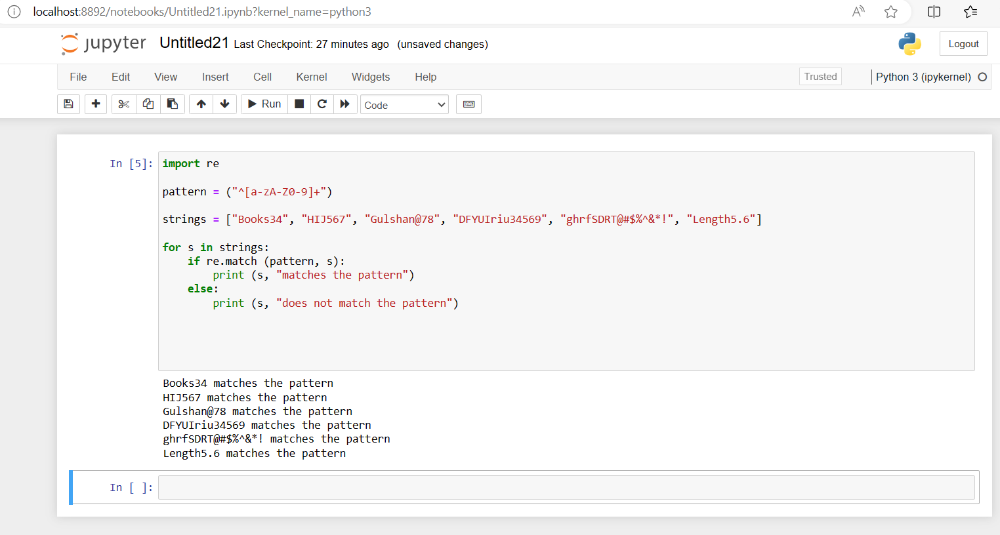 localhost:8892/notebooks/Untitled21.ipynb?kernel_name=python3
jupyter Untitled21 Last Checkpoint: 27 minutes ago (unsaved changes) Logout
File Edit View Insert Cell Kernel Widgets Help Trusted Python 3 (ipykernel)
Run Code
In [5]: import re
pattern = ("^[a-zA-Z0-9]+")
strings = ["Books34", "HIJ567", "Gulshan@78", "DFYUIriu34569", "ghrfSDRT@#$%^&*!", "Length5.6"]
for s in strings:
    if re.match (pattern, s):
        print (s, "matches the pattern")
    else:
        print (s, "does not match the pattern")
Books34 matches the pattern
HIJ567 matches the pattern
Gulshan@78 matches the pattern
DFYUIriu34569 matches the pattern
ghrfSDRT@#$%^&*! matches the pattern
Length5.6 matches the pattern
In [ ]: